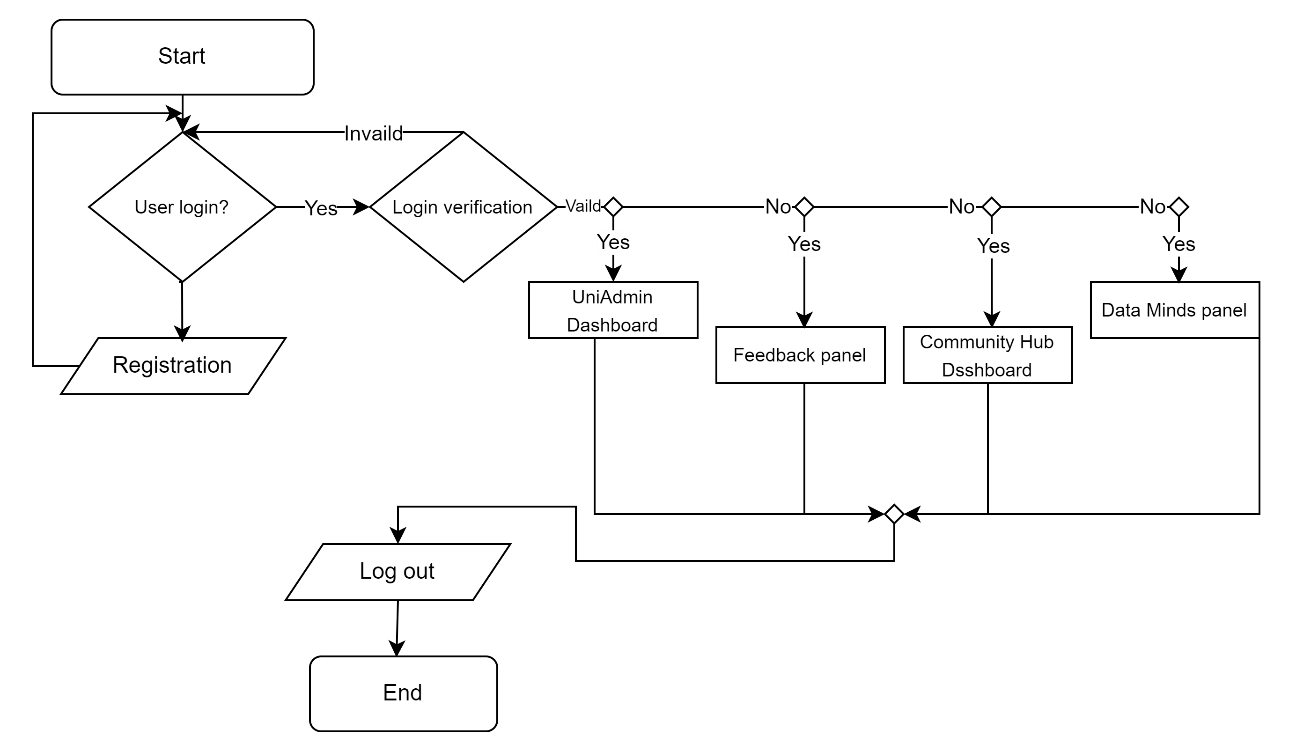 Start
Invaild
User login?
Yes
Login verification
Vaild
No
No
No
Yes
Yes
Yes
Yes
UniAdmin
Dashboard
Feedback panel
Community Hub
Dsshboard
Data Minds panel
Registration
Log out
End